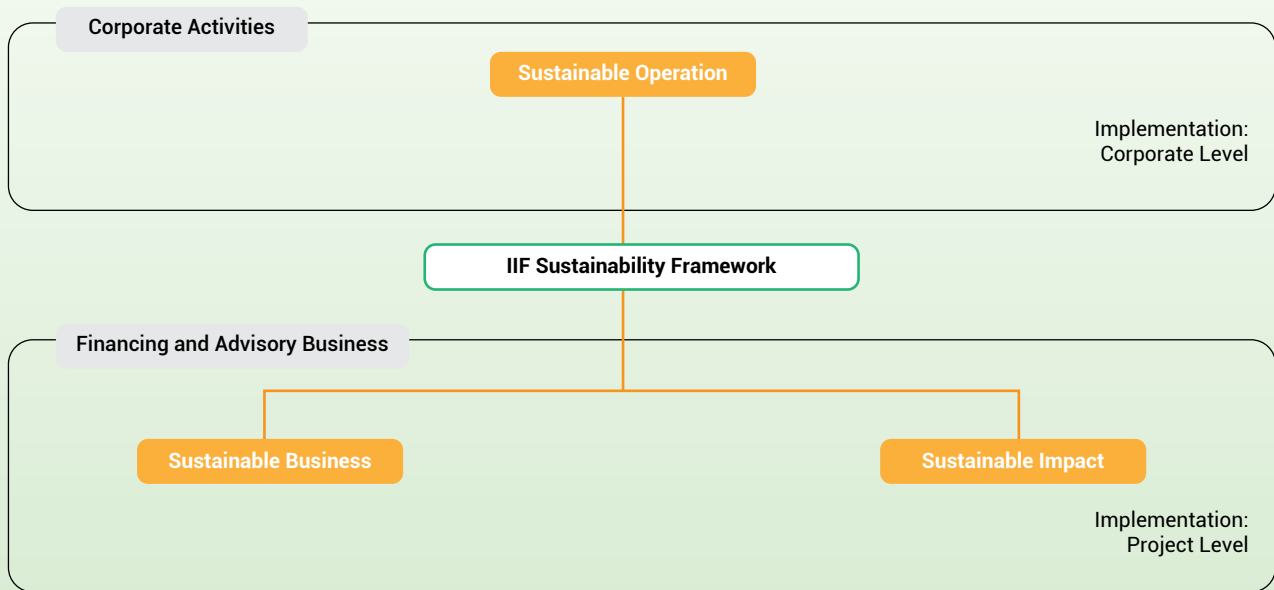 Corporate Activities
Sustainable Operation
Implementation:
Corporate Level
IIF Sustainability Framework
Financing and Advisory Business
Sustainable Business
Sustainable Impact
Implementation:
Project Level